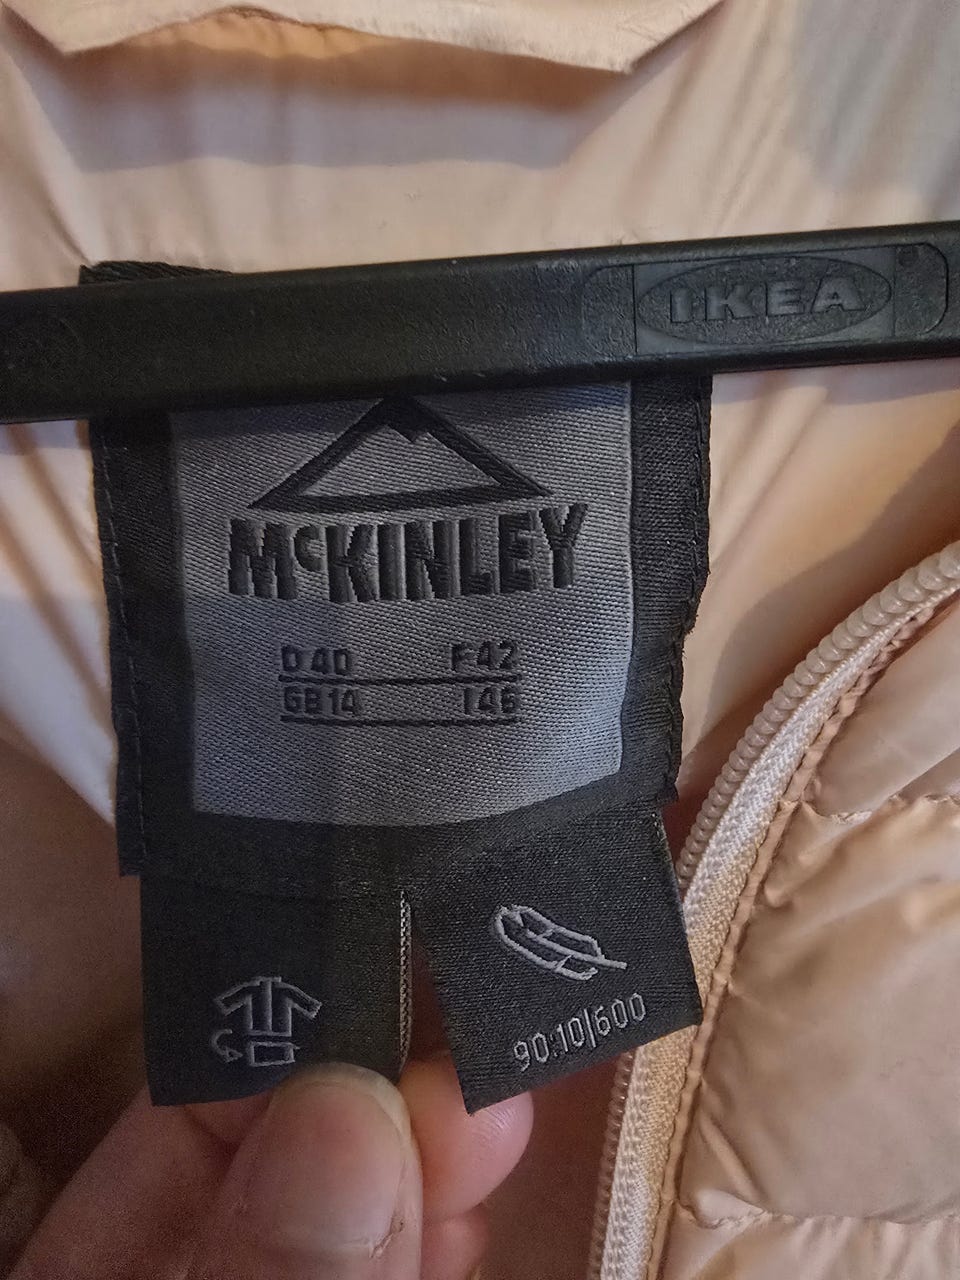 IKEA
McKINLEY
D 40 F 42
GB 14 I 46
90:10|600